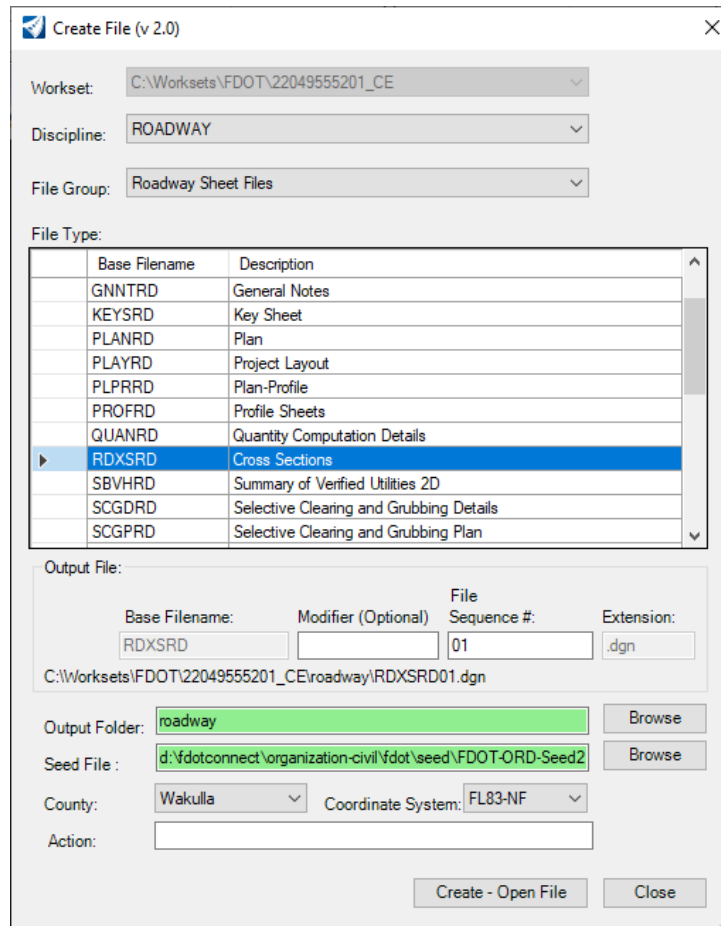 Create File (v 2.0)
Workset: C:\Worksets\FDOT\22049555201_CE
Discipline: ROADWAY
File Group: Roadway Sheet Files
File Type:
Base Filename Description
GNNTRD General Notes
KEYSRD Key Sheet
PLANRD Plan
PLAYRD Project Layout
PLPRRD Plan-Profile
PROFRD Profile Sheets
QUANRD Quantity Computation Details
RDXSRD Cross Sections
SBVHRD Summary of Verified Utilities 2D
SCGDRD Selective Clearing and Grubbing Details
SCGPRD Selective Clearing and Grubbing Plan
Output File:
File
Base Filename: Modifier (Optional) Sequence #: Extension:
RDXSRD 01 .dgn
C:\Worksets\FDOT\22049555201_CE\roadway\RDXSRD01.dgn
Output Folder: roadway Browse
Seed File : d:\fdotconnect\organization-civil\fdot\seed\FDOT-ORD-Seed2 Browse
County: Wakulla Coordinate System: FL83-NF
Action:
Create - Open File Close